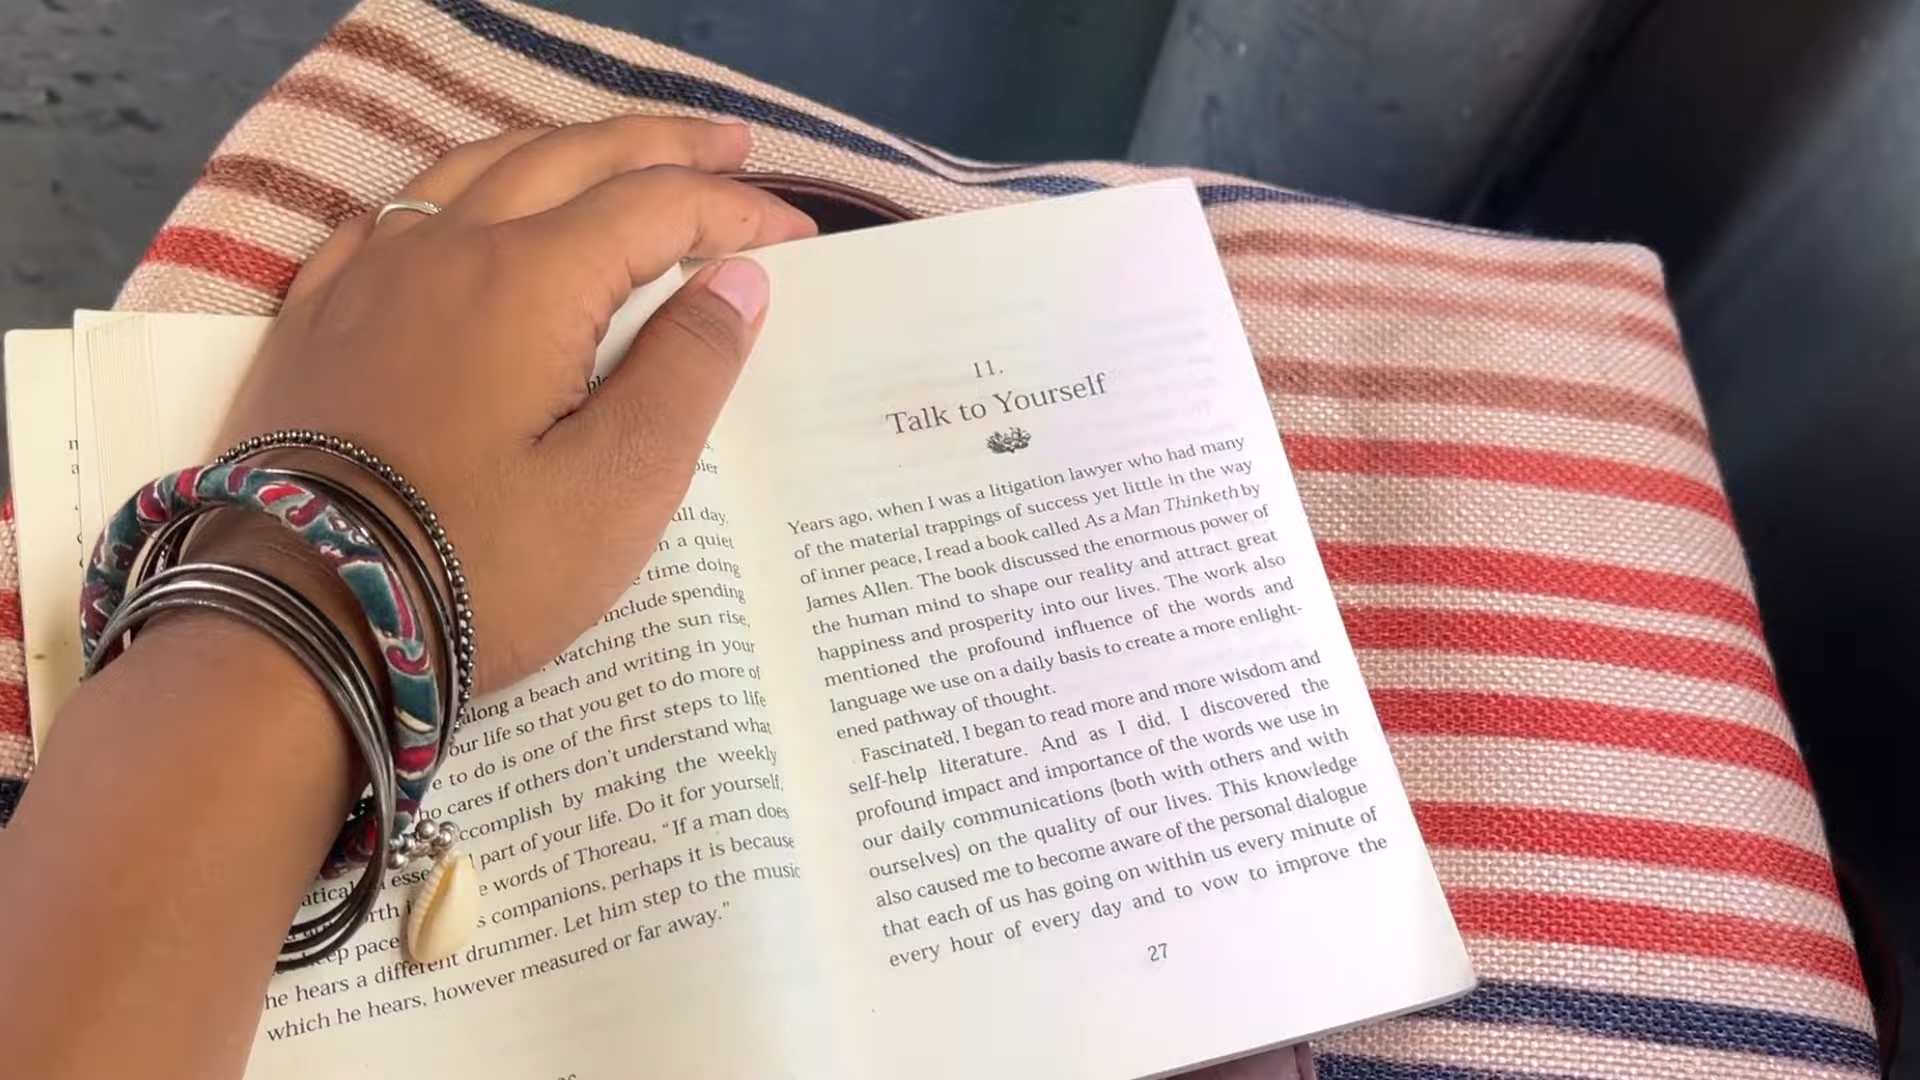 s,
pier
all day.
n a quiet
time doing
include spending
watching the sun rise,
along a beach and writing in your
our life so that you get to do more of
e to do is one of the first steps to life
ho cares if others don't understand what
ccomplish by making the weekly
part of your life. Do it for yourself,
e words of Thoreau, “If a man does
s companions, perhaps it is because
he hears a different drummer. Let him step to the music
which he hears, however measured or far away.”
11.
Talk to Yourself
Years ago, when I was a litigation lawyer who had many
of the material trappings of success yet little in the way
of inner peace, I read a book called As a Man Thinketh by
James Allen. The book discussed the enormous power of
the human mind to shape our reality and attract great
happiness and prosperity into our lives. The work also
mentioned the profound influence of the words and
language we use on a daily basis to create a more enlight-
ened pathway of thought.
Fascinated, I began to read more and more wisdom and
self-help literature. And as I did, I discovered the
profound impact and importance of the words we use in
our daily communications (both with others and with
ourselves) on the quality of our lives. This knowledge
also caused me to become aware of the personal dialogue
that each of us has going on within us every minute of
every hour of every day and to vow to improve the
27